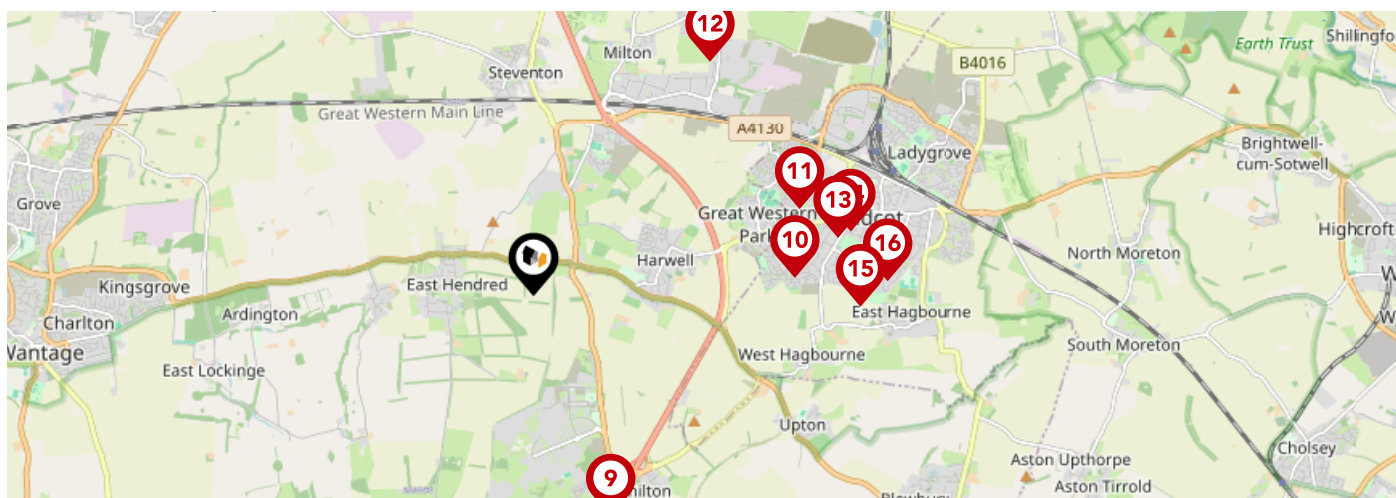 12
Milton
Shillingfo
Earth Trust
Steventon
B4016
Great Western Main Line
A4130
Brightwell-
cum-Sotwell
Ladygrove
11
Grove
13
Great Western
Park
dcot
10
16
Highcroft
North Moreton
Harwell
15
East Hendred
Kingsgrove
Ardington
East Hagbourne
Charlton
Wantage
South Moreton
West Hagbourne
East Lockinge
Upton
Cholsey
Aston Upthorpe
9
Aston Tirrold